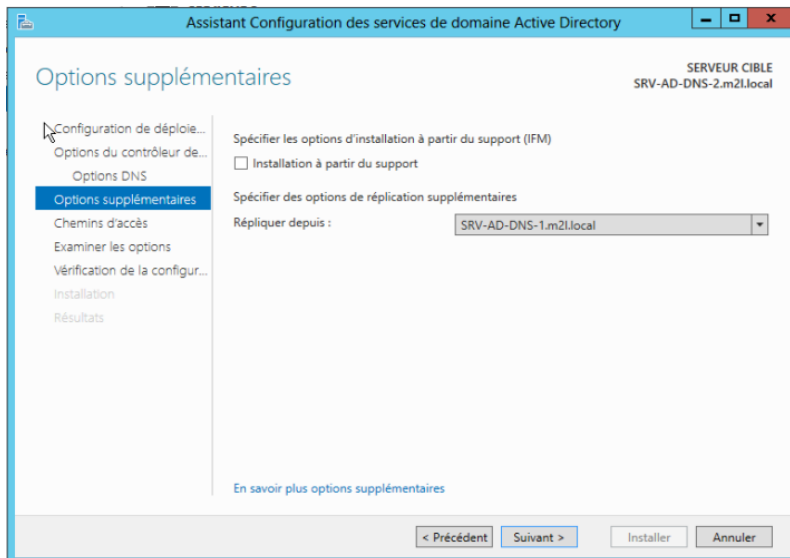 Assistant Configuration des services de domaine Active Directory
Options supplémentaires
SERVEUR CIBLE
SRV-AD-DNS-2.m2l.local
Configuration de déploie...
Options du contrôleur de...
Options DNS
Options supplémentaires
Chemins d'accès
Examiner les options
Vérification de la configur...
Installation
Résultats
Spécifier les options d'installation à partir du support (IFM)
Installation à partir du support
Spécifier des options de réplication supplémentaires
Répliquer depuis :
SRV-AD-DNS-1.m2l.local
En savoir plus options supplémentaires
< Précédent
Suivant >
Installer
Annuler